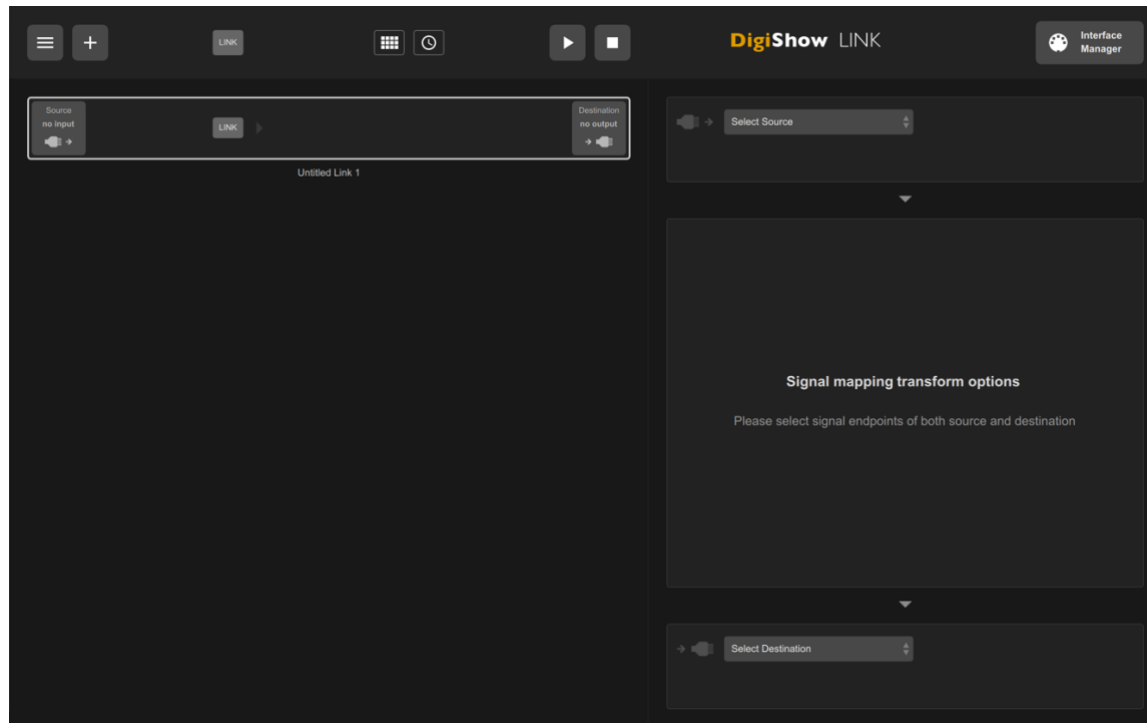 LINK
DigiShow LINK
Interface
Manager
Source
no input
LINK
Destination
no output
Untitled Link 1
Select Source
Signal mapping transform options
Please select signal endpoints of both source and destination
Select Destination